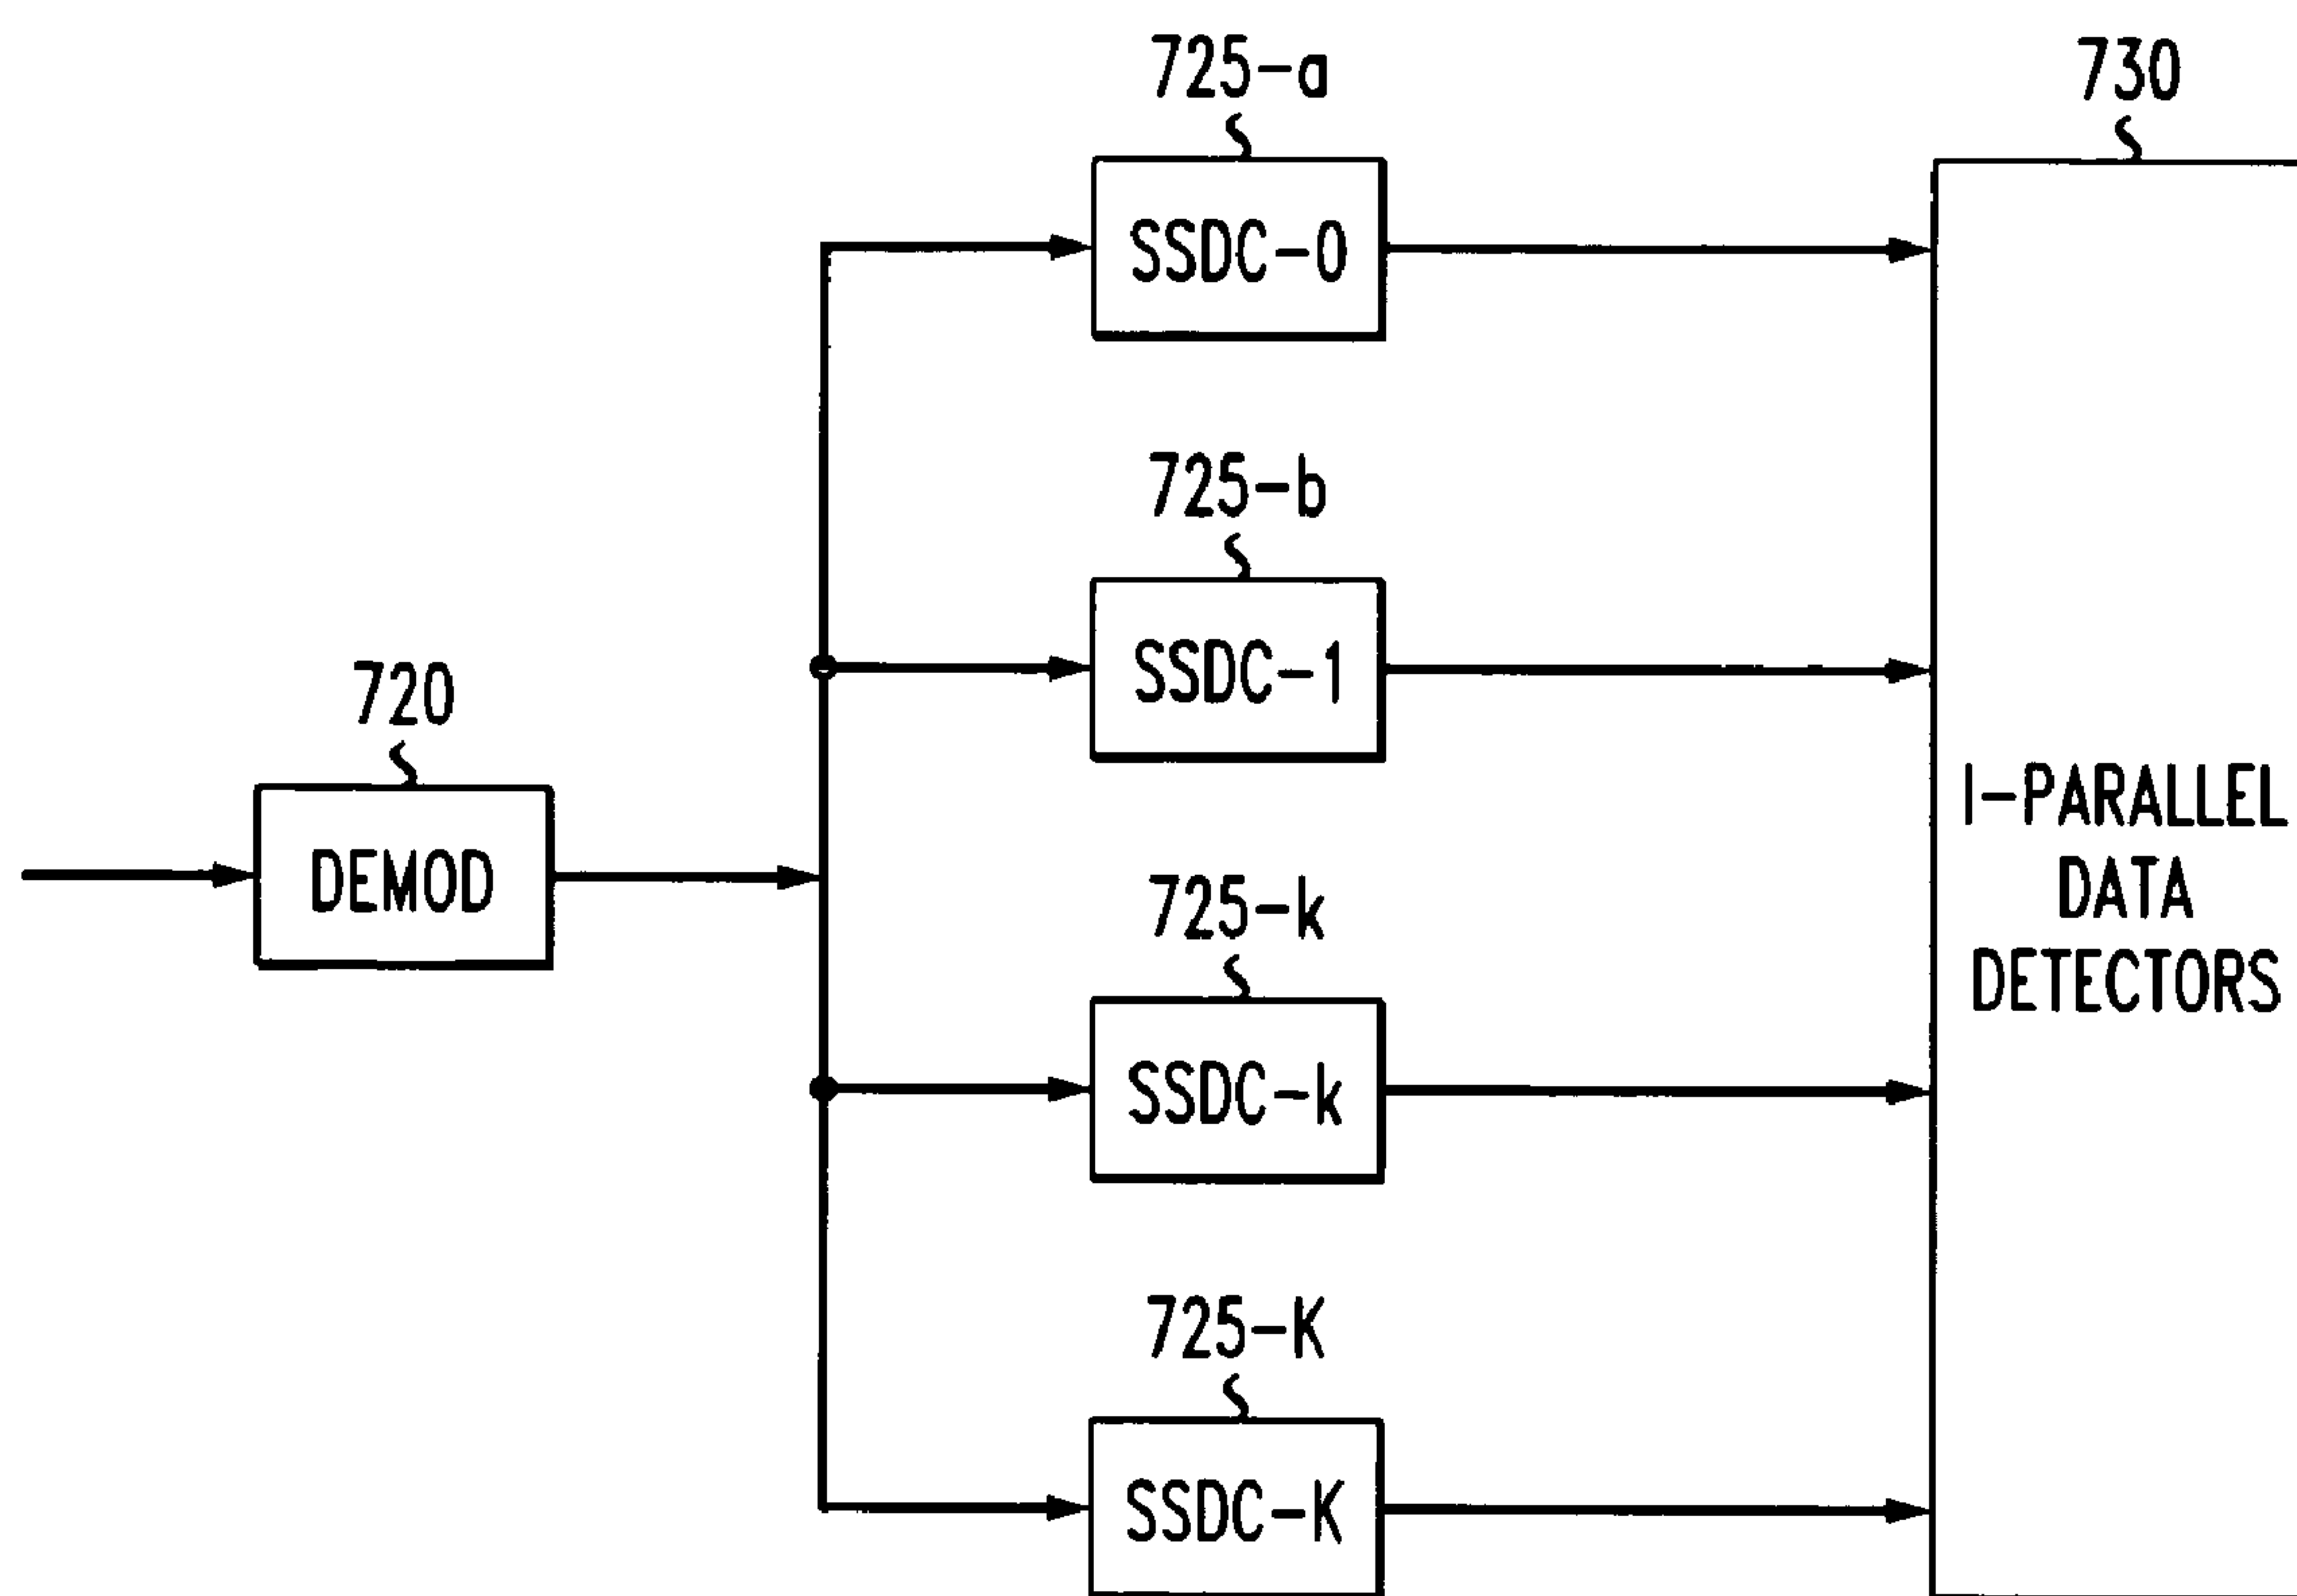 725-a
730
SSDC-0
725-b
SSDC-1
720
DEMOD
I-PARALLEL
DATA
DETECTORS
725-k
SSDC-k
725-K
SSDC-K